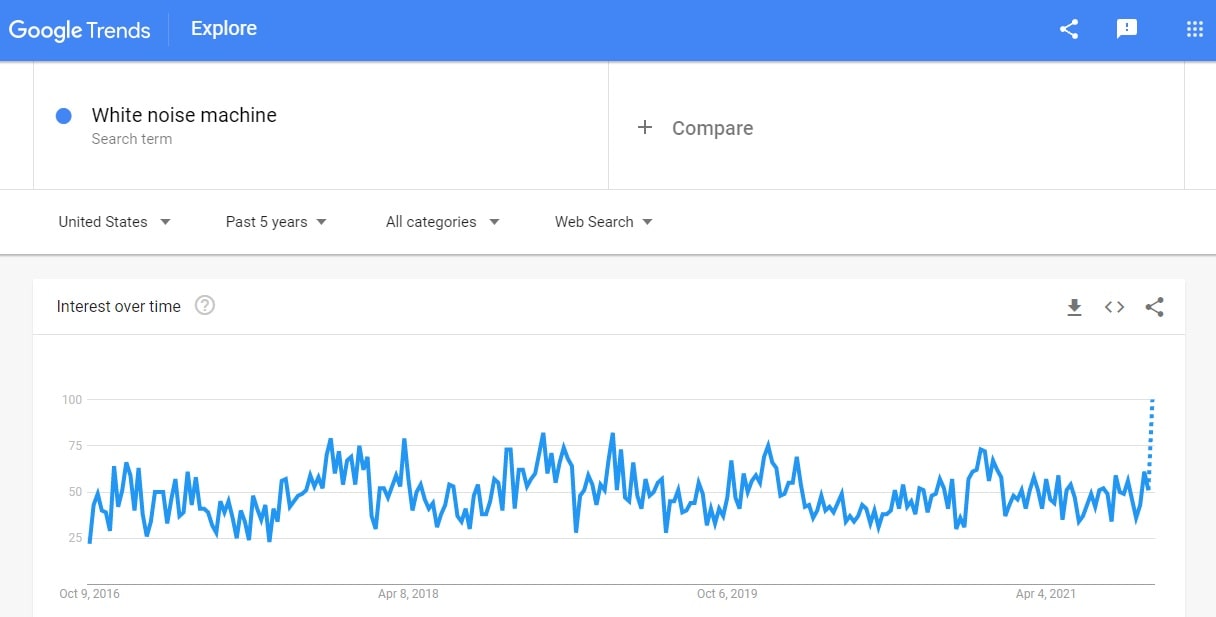 Google Trends Explore
White noise machine
Search term
+ Compare
United States Past 5 years All categories Web Search
Interest over time ?
100
75
50
25
Oct 9, 2016 Apr 8, 2018 Oct 6, 2019 Apr 4, 2021